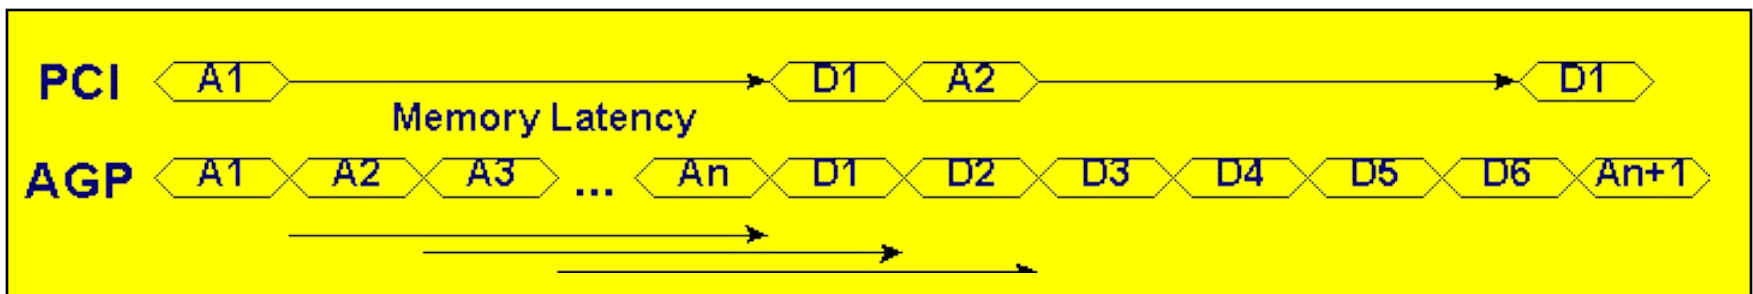 PCI A1 D1 A2 D1
Memory Latency
AGP A1 A2 A3 ... An D1 D2 D3 D4 D5 D6 An+1